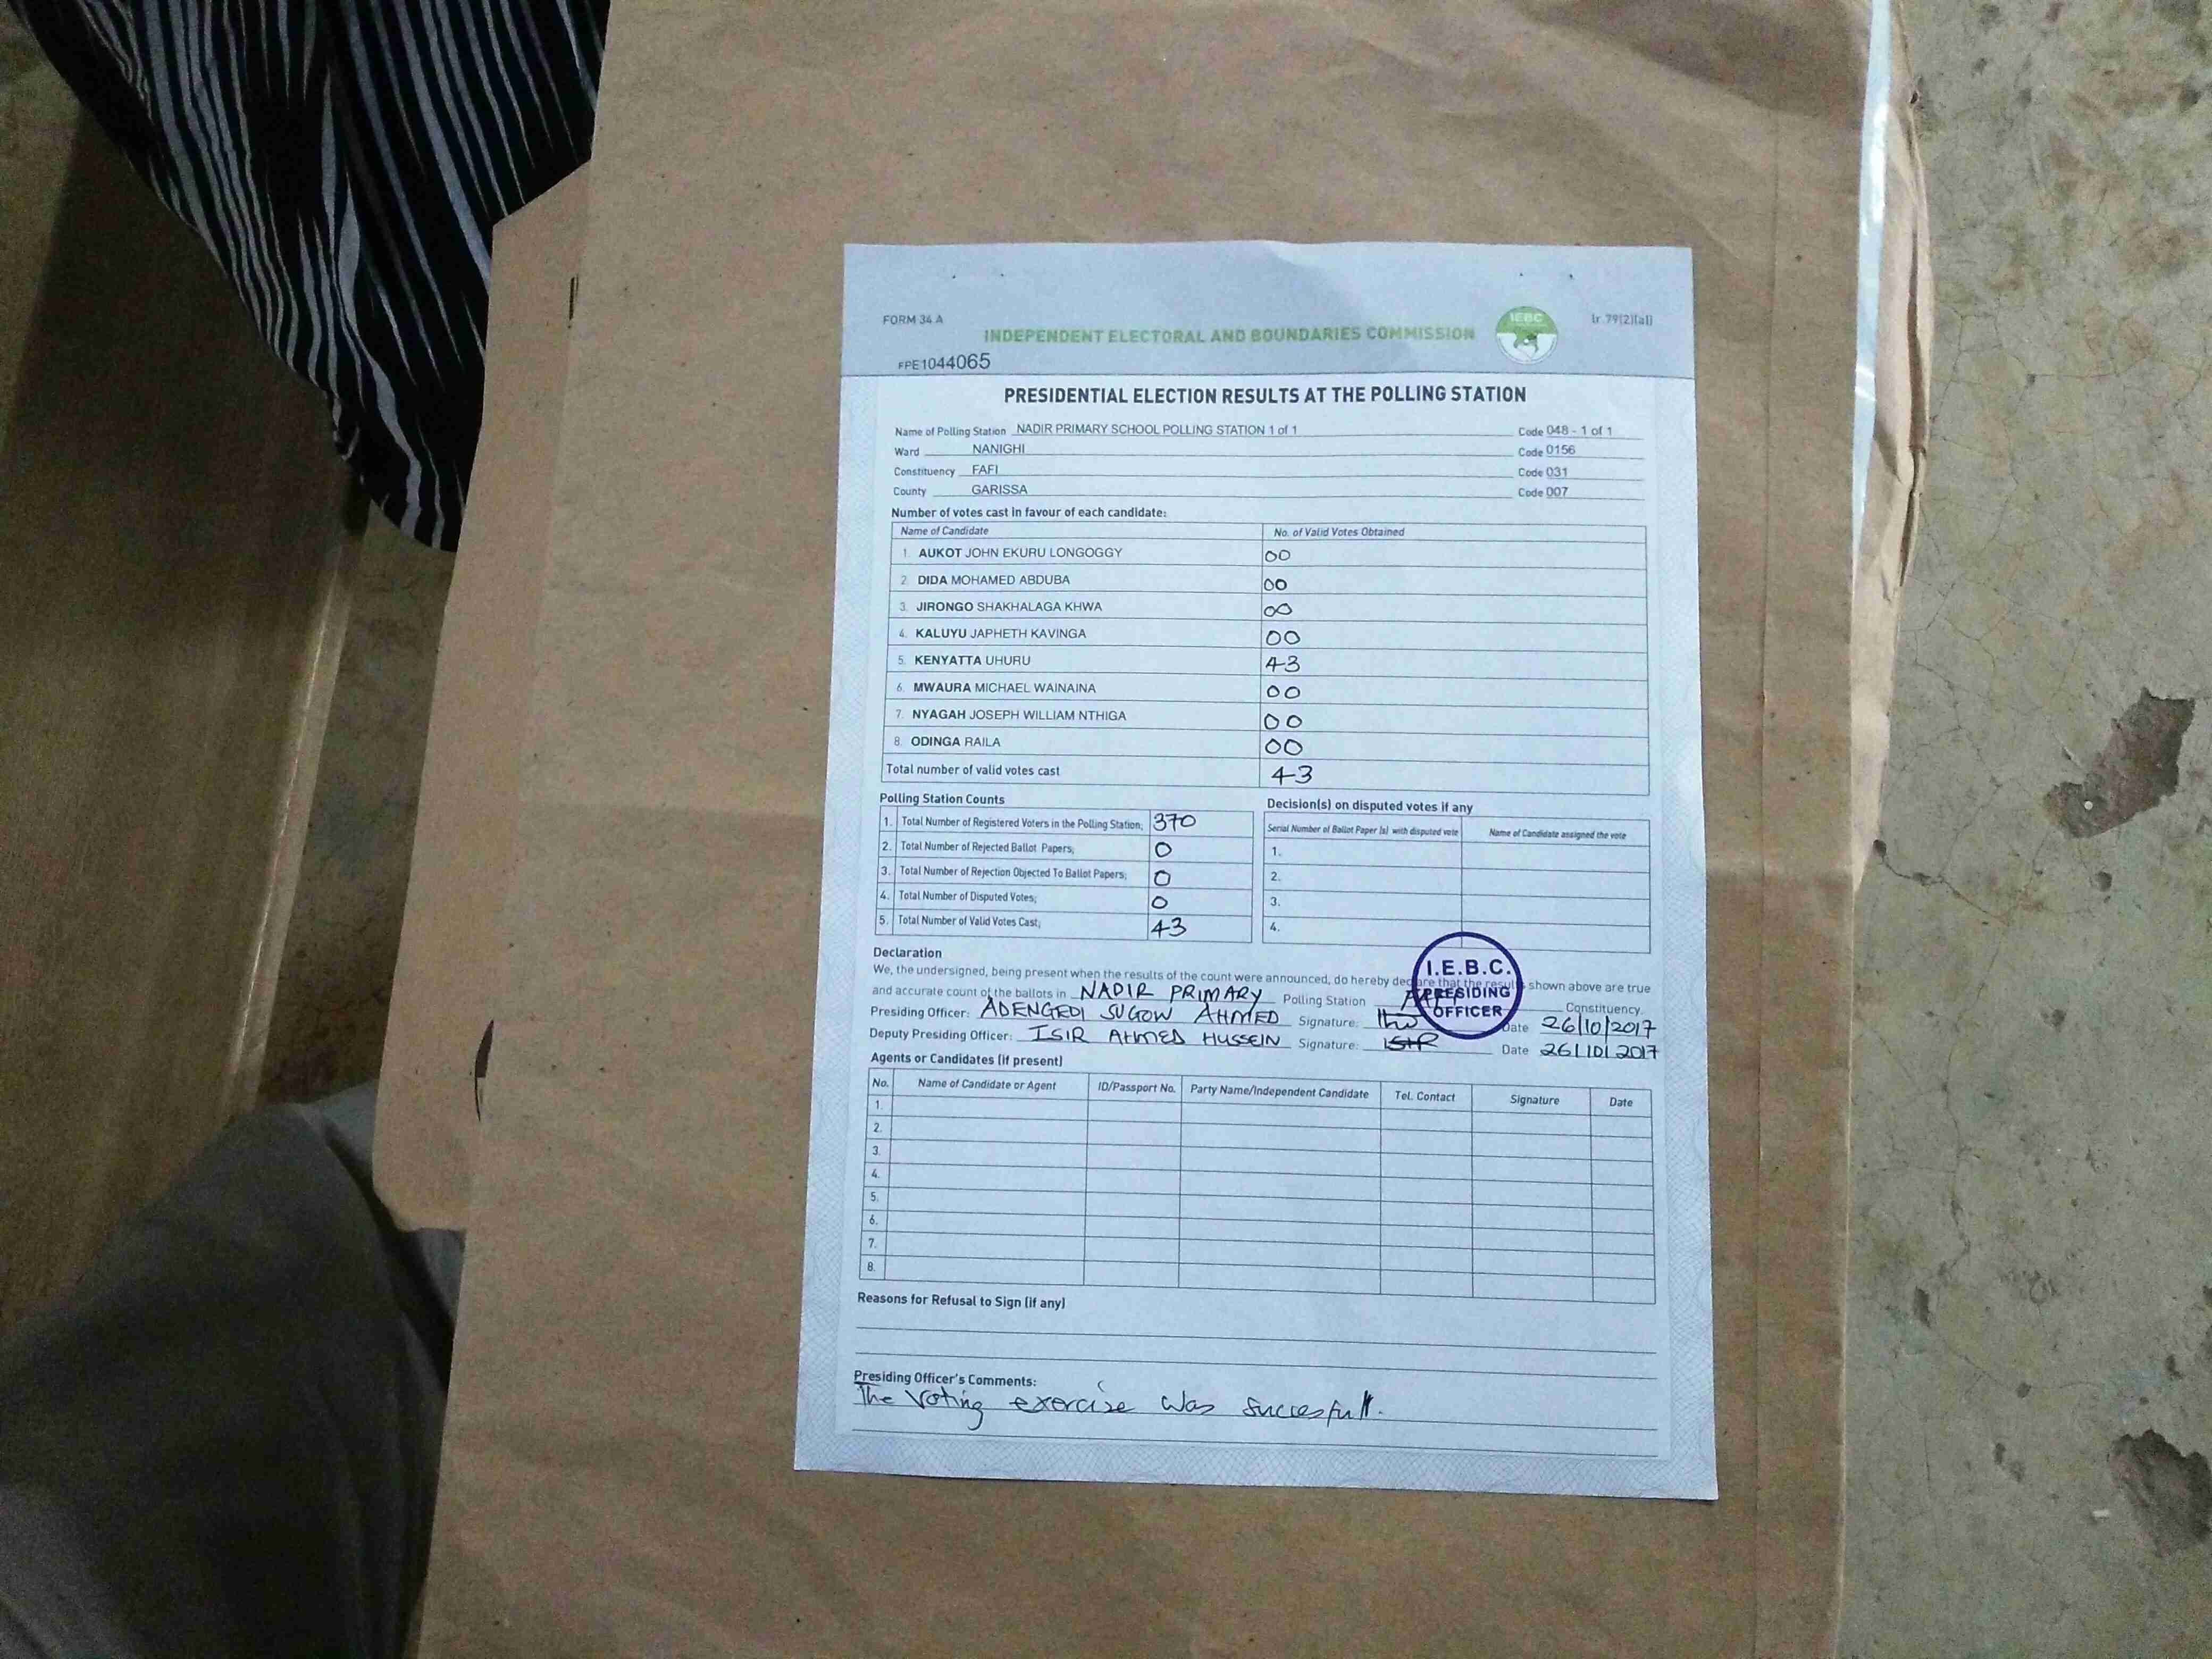 FORM 34 A
IEBC
(r.79(2)(a))
INDEPENDENT ELECTORAL AND BOUNDARIES COMMISSION
FPE1044065
PRESIDENTIAL ELECTION RESULTS AT THE POLLING STATION
Name of Polling Station NADIR PRIMARY SCHOOL POLLING STATION 1 of 1 Code 048 - 1 of 1
Ward NANIGHI Code 0156
Constituency FAFI Code 031
County GARISSA Code 007
Number of votes cast in favour of each candidate:
Name of Candidate No. of Valid Votes Obtained
1. AUKOT JOHN EKURU LONGOGGY 00
2. DIDA MOHAMED ABDUBA 00
3. JIRONGO SHAKHALAGA KHWA 00
4. KALUYU JAPHETH KAVINGA 00
5. KENYATTA UHURU 43
6. MWAURA MICHAEL WAINAINA 00
7. NYAGAH JOSEPH WILLIAM NTHIGA 00
8. ODINGA RAILA 00
Total number of valid votes cast 43
Polling Station Counts
1. Total Number of Registered Voters in the Polling Station; 370
2. Total Number of Rejected Ballot Papers; 0
3. Total Number of Rejection Objected To Ballot Papers; 0
4. Total Number of Disputed Votes; 0
5. Total Number of Valid Votes Cast; 43
Decision(s) on disputed votes if any
Serial Number of Ballot Paper (s) with disputed vote Name of Candidate assigned the vote
1.
2.
3.
4.
Declaration
We, the undersigned, being present when the results of the count were announced, do hereby declare that the results shown above are true
and accurate count of the ballots in NADIR PRIMARY Polling Station Constituency.
Presiding Officer: ADENGEDI SUGOW AHMED Signature: Date 26/10/2017
Deputy Presiding Officer: ISIR AHMED HUSSEIN Signature: ISIR Date 26/10/2017
I.E.B.C.
PRESIDING
OFFICER
Agents or Candidates (if present)
No. Name of Candidate or Agent ID/Passport No. Party Name/Independent Candidate Tel. Contact Signature Date
1.
2.
3.
4.
5.
6.
7.
8.
Reasons for Refusal to Sign (if any)
Presiding Officer's Comments:
The voting exercise was succesfull.